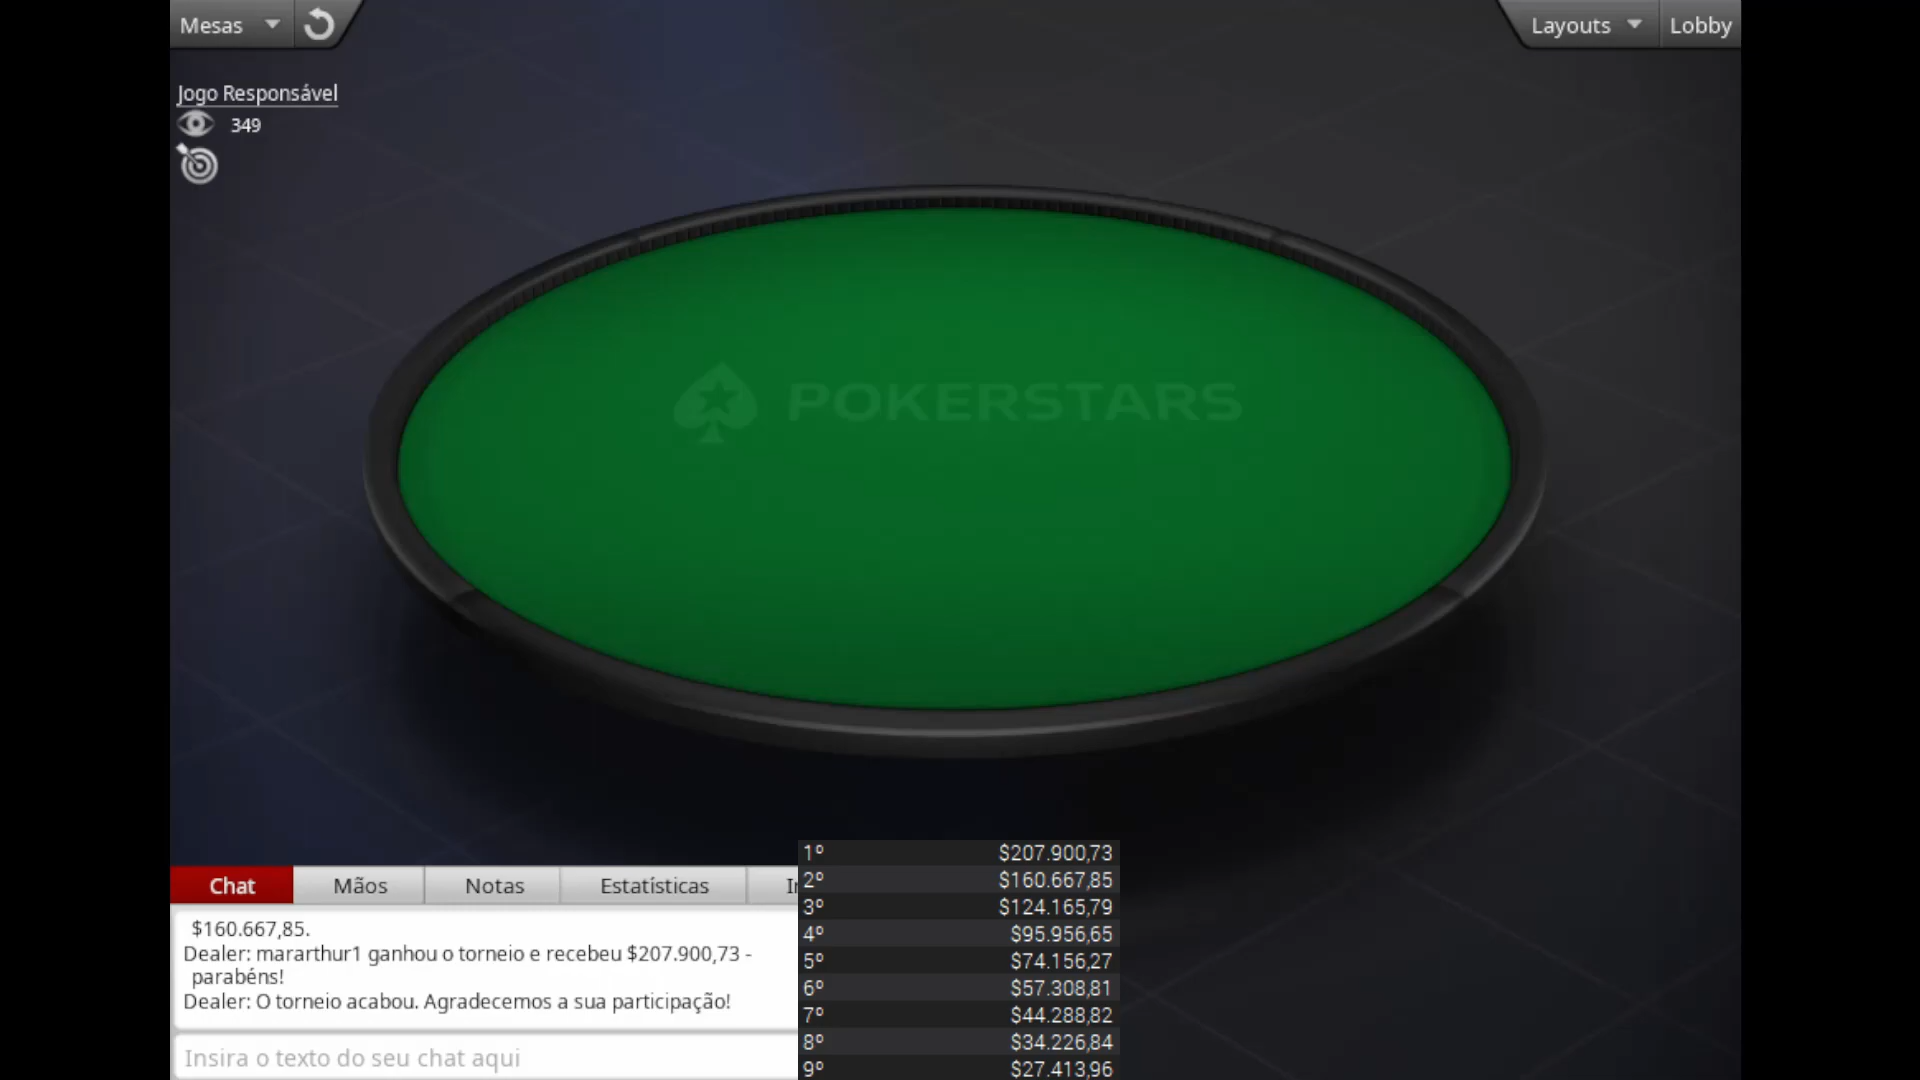 Mesas
Layouts
Lobby
Jogo Responsável
349
POKERSTARS
Chat
Mãos
Notas
Estatísticas
$160.667,85.
Dealer: mararthur1 ganhou o torneio e recebeu $207.900,73 -
parabéns!
Dealer: O torneio acabou. Agradecemos a sua participação!
Insira o texto do seu chat aqui
1º $207.900,73
2º $160.667,85
3º $124.165,79
4º $95.956,65
5º $74.156,27
6º $57.308,81
7º $44.288,82
8º $34.226,84
9º $27.413,96